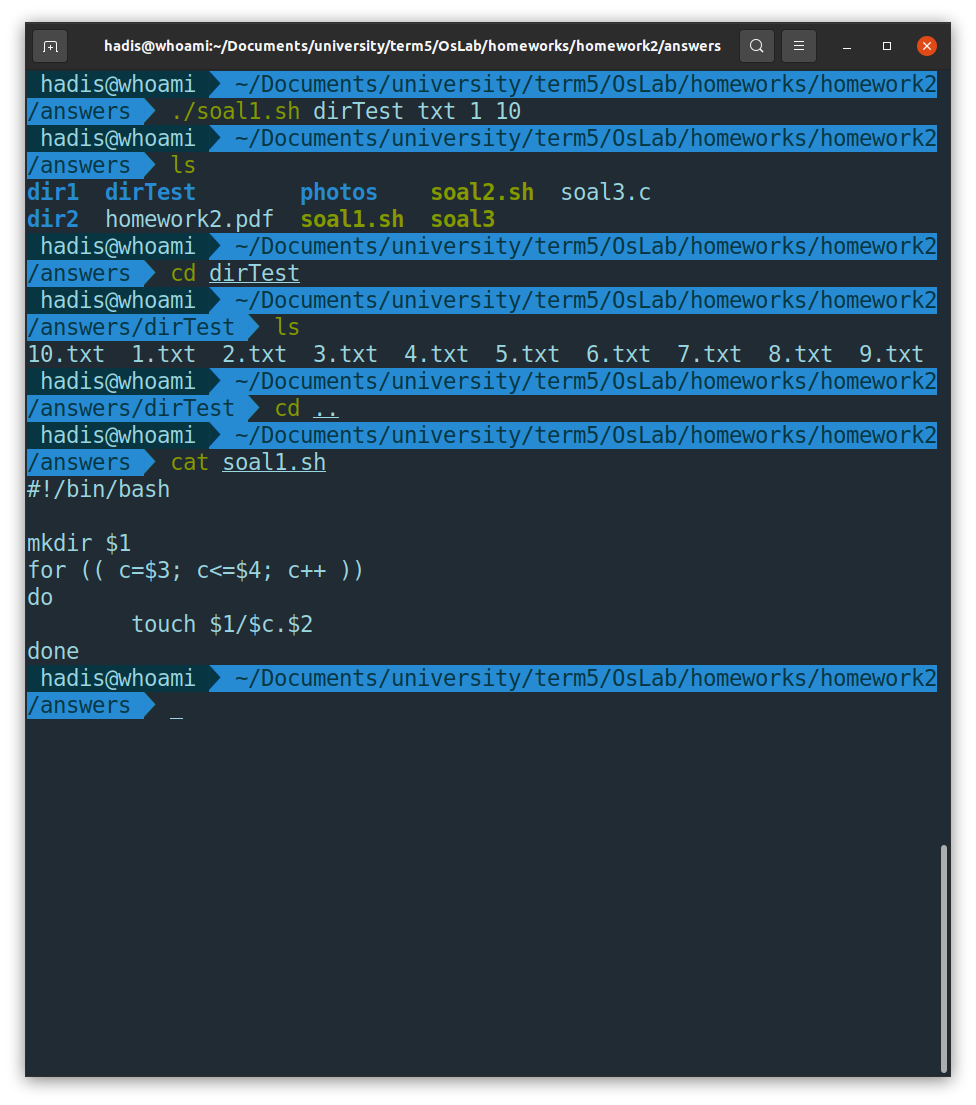 hadis@whoami:~/Documents/university/term5/OsLab/homeworks/homework2/answers
hadis@whoami ~/Documents/university/term5/OsLab/homeworks/homework2
/answers ./soal1.sh dirTest txt 1 10
hadis@whoami ~/Documents/university/term5/OsLab/homeworks/homework2
/answers ls
dir1 dirTest photos soal2.sh soal3.c
dir2 homework2.pdf soal1.sh soal3
hadis@whoami ~/Documents/university/term5/OsLab/homeworks/homework2
/answers cd dirTest
hadis@whoami ~/Documents/university/term5/OsLab/homeworks/homework2
/answers/dirTest ls
10.txt 1.txt 2.txt 3.txt 4.txt 5.txt 6.txt 7.txt 8.txt 9.txt
hadis@whoami ~/Documents/university/term5/OsLab/homeworks/homework2
/answers/dirTest cd ..
hadis@whoami ~/Documents/university/term5/OsLab/homeworks/homework2
/answers cat soal1.sh
#!/bin/bash
mkdir $1
for (( c=$3; c<=$4; c++ ))
do
touch $1/$c.$2
done
hadis@whoami ~/Documents/university/term5/OsLab/homeworks/homework2
/answers _